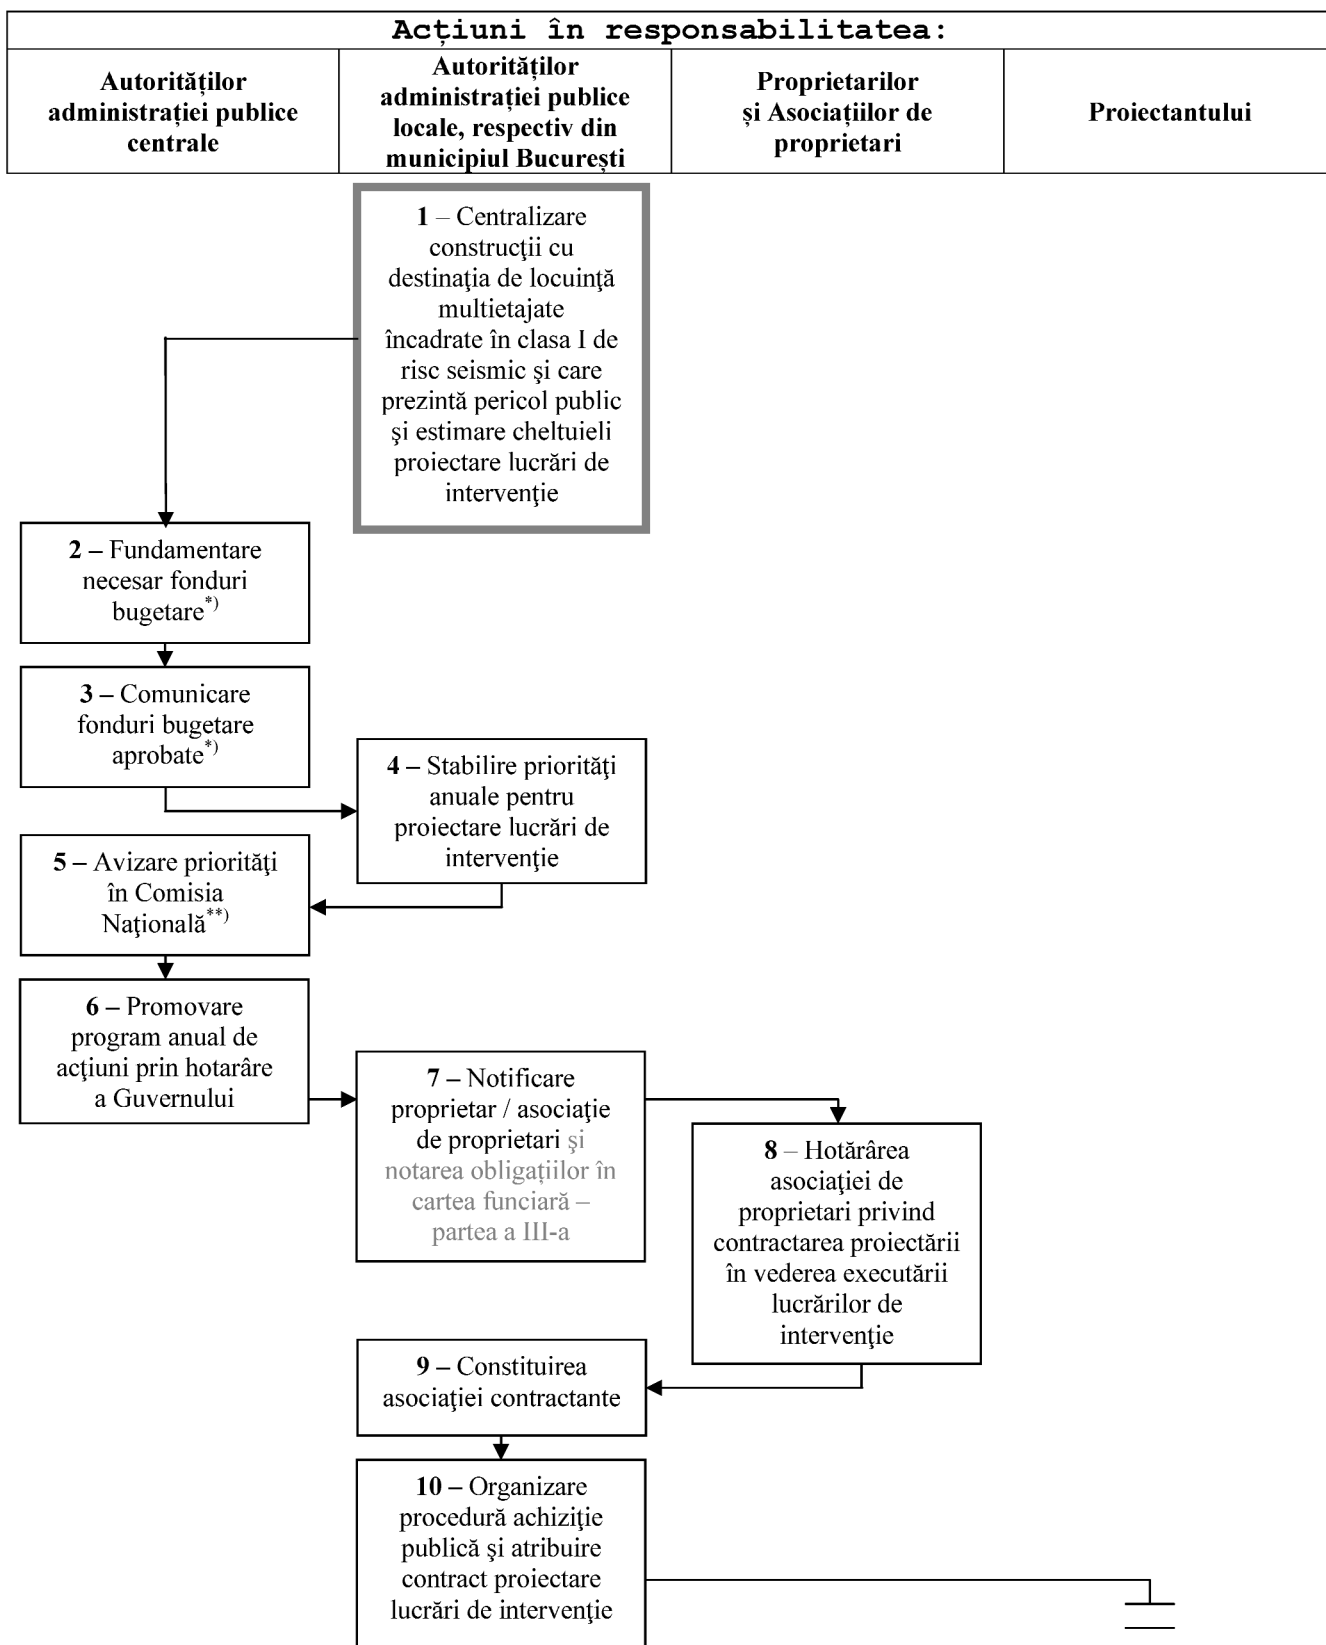 Acțiuni în responsabilitatea:
Autorităților
administrației publice
centrale
Autorităților
administrației publice
locale, respectiv din
municipiul București
Proprietarilor
și Asociațiilor de
proprietari
Proiectantului
1 – Centralizare
construcţii cu
destinaţia de locuinţă
multietajate
încadrate în clasa I de
risc seismic şi care
prezintă pericol public
şi estimare cheltuieli
proiectare lucrări de
intervenţie
2 – Fundamentare
necesar fonduri
bugetare*)
3 – Comunicare
fonduri bugetare
aprobate*)
4 – Stabilire priorităţi
anuale pentru
proiectare lucrări de
intervenţie
5 – Avizare priorităţi
în Comisia
Naţională**)
6 – Promovare
program anual de
acţiuni prin hotarâre
a Guvernului
7 – Notificare
proprietar / asociaţie
de proprietari şi
notarea obligațiilor în
cartea funciară –
partea a III-a
8 – Hotărârea
asociaţiei de
proprietari privind
contractarea proiectării
în vederea executării
lucrărilor de
intervenţie
9 – Constituirea
asociaţiei contractante
10 – Organizare
procedură achiziţie
publică şi atribuire
contract proiectare
lucrări de intervenţie